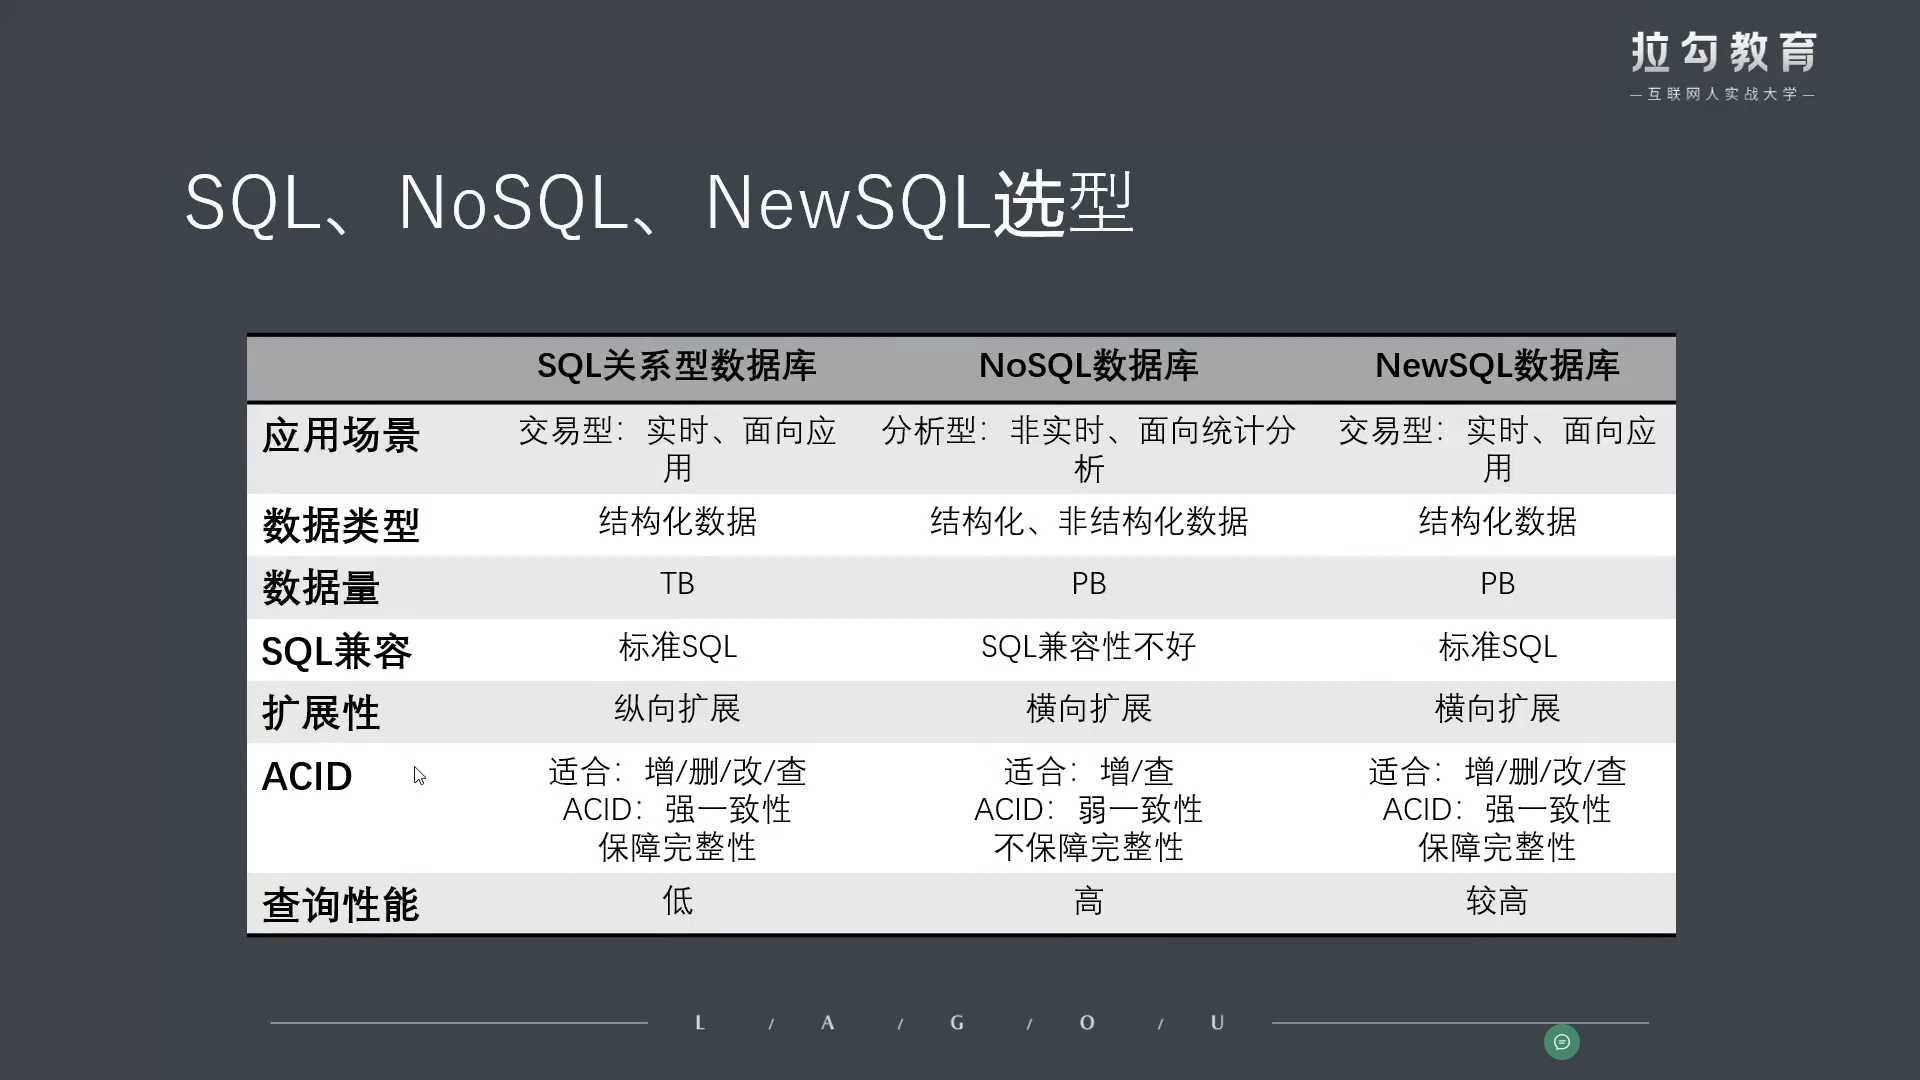 拉勾教育
—互联网人实战大学—
SQL、NoSQL、NewSQL选型
SQL关系型数据库 NoSQL数据库 NewSQL数据库
应用场景 交易型：实时、面向应用 分析型：非实时、面向统计分析 交易型：实时、面向应用
数据类型 结构化数据 结构化、非结构化数据 结构化数据
数据量 TB PB PB
SQL兼容 标准SQL SQL兼容性不好 标准SQL
扩展性 纵向扩展 横向扩展 横向扩展
ACID 适合：增/删/改/查 适合：增/查 适合：增/删/改/查
ACID：强一致性 ACID：弱一致性 ACID：强一致性
保障完整性 不保障完整性 保障完整性
查询性能 低 高 较高
L / A / G / O / U